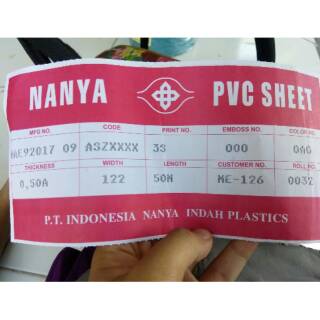 NANYA PVC SHEET
MFG NO. CODE PRINT NO. EMBOSS NO. COLOR NO.
09 A3ZXXXX 3S 000 0AG
THICKNESS WIDTH LENGTH CUSTOMER NO. ROLL NO.
0,50A 122 50M ME-126 0032
P.T. INDONESIA NANYA INDAH PLASTICS